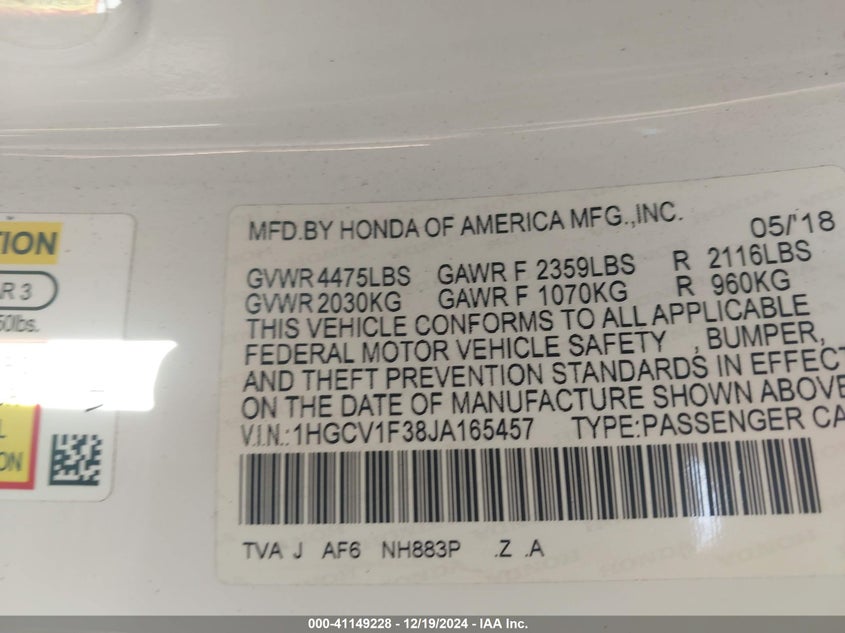 TION
AR 3
50lbs.
L
ON
MFD.BY HONDA OF AMERICA MFG.,INC. 05/'18
GVWR 4475LBS GAWR F 2359LBS R 2116LBS
GVWR 2030KG GAWR F 1070KG R 960KG
THIS VEHICLE CONFORMS TO ALL APPLICABLE
FEDERAL MOTOR VEHICLE SAFETY , BUMPER,
AND THEFT PREVENTION STANDARDS IN EFFECT
ON THE DATE OF MANUFACTURE SHOWN ABOVE
V.I.N.:1HGCV1F38JA165457 TYPE:PASSENGER CA
TVA J AF6 NH883P .Z .A
000-41149228 - 12/19/2024 - IAA Inc.